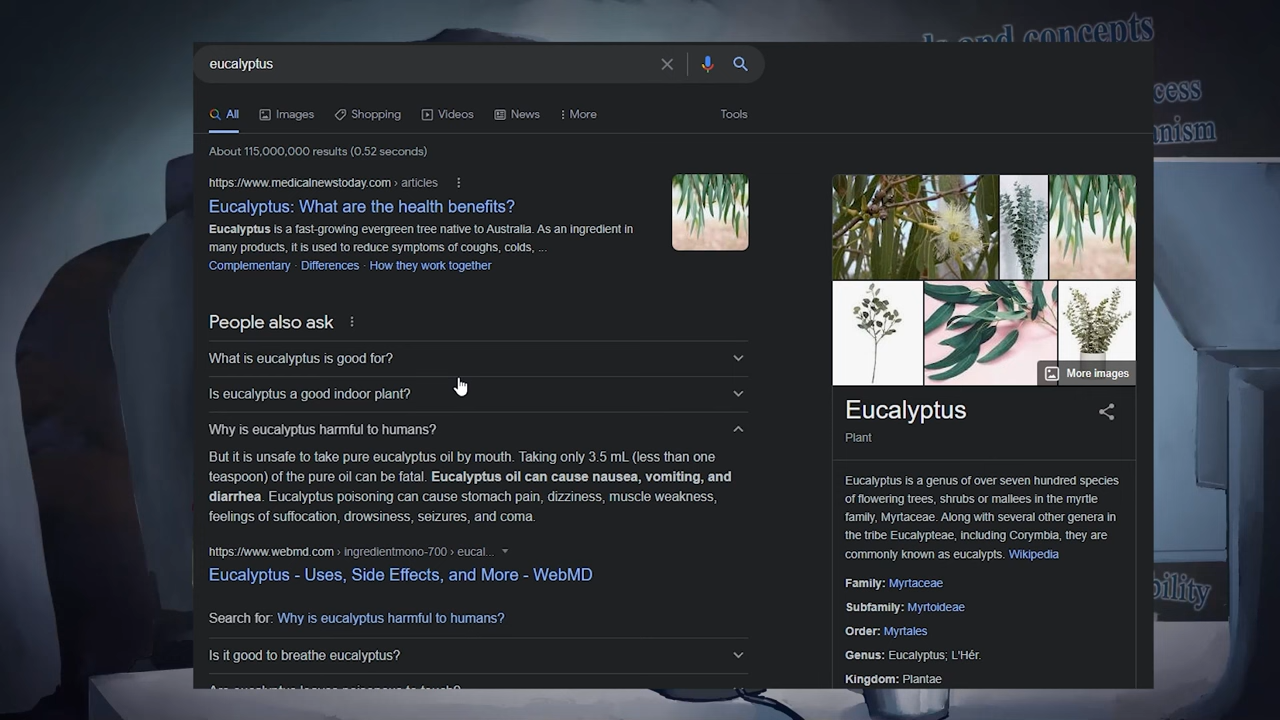 ls and concepts
cess
anism
bility
eucalyptus
All Images Shopping Videos News More Tools
About 115,000,000 results (0.52 seconds)
https://www.medicalnewstoday.com › articles
Eucalyptus: What are the health benefits?
Eucalyptus is a fast-growing evergreen tree native to Australia. As an ingredient in
many products, it is used to reduce symptoms of coughs, colds, ...
Complementary · Differences · How they work together
People also ask
What is eucalyptus is good for?
Is eucalyptus a good indoor plant?
Why is eucalyptus harmful to humans?
But it is unsafe to take pure eucalyptus oil by mouth. Taking only 3.5 mL (less than one
teaspoon) of the pure oil can be fatal. Eucalyptus oil can cause nausea, vomiting, and
diarrhea. Eucalyptus poisoning can cause stomach pain, dizziness, muscle weakness,
feelings of suffocation, drowsiness, seizures, and coma.
https://www.webmd.com › ingredientmono-700 › eucal...
Eucalyptus - Uses, Side Effects, and More - WebMD
Search for: Why is eucalyptus harmful to humans?
Is it good to breathe eucalyptus?
Are eucalyptus leaves poisonous to touch?
More images
Eucalyptus
Plant
Eucalyptus is a genus of over seven hundred species
of flowering trees, shrubs or mallees in the myrtle
family, Myrtaceae. Along with several other genera in
the tribe Eucalypteae, including Corymbia, they are
commonly known as eucalypts. Wikipedia
Family: Myrtaceae
Subfamily: Myrtoideae
Order: Myrtales
Genus: Eucalyptus; L'Hér.
Kingdom: Plantae